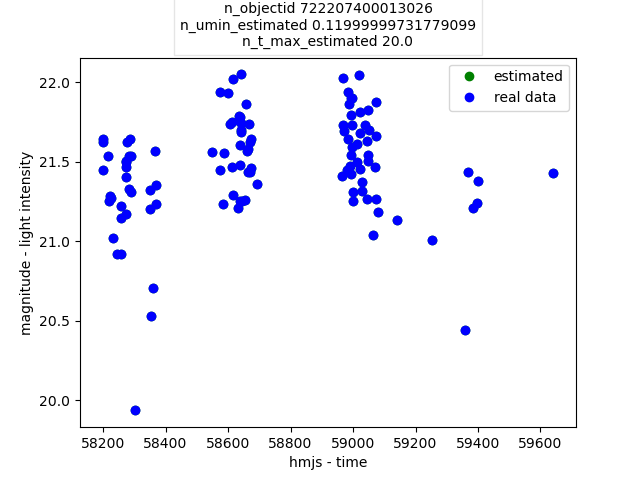 n_objectid 722207400013026
n_umin_estimated 0.11999999731779099
n_t_max_estimated 20.0
estimated
real data
magnitude - light intensity
22.0
21.5
21.0
20.5
20.0
58200 58400 58600 58800 59000 59200 59400 59600
hmjs - time